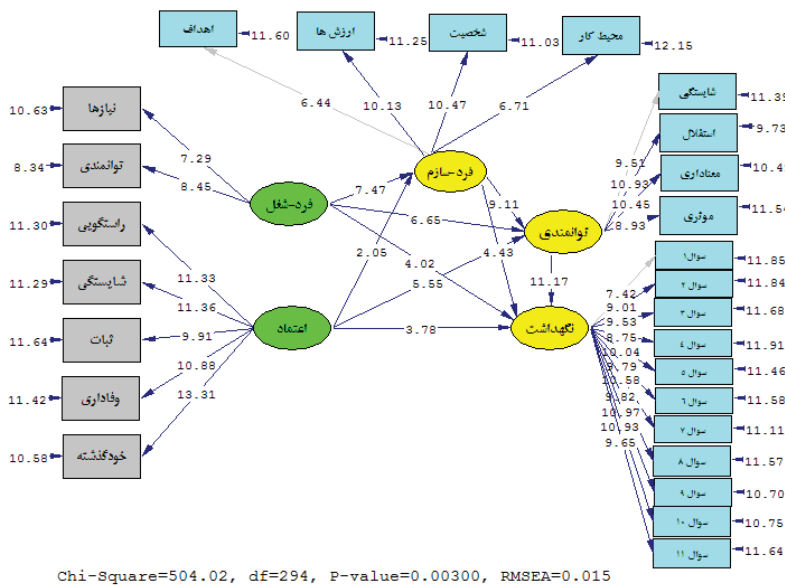 اهداف
11.60
ارزش ها
11.25
شخصیت
11.03
محیط کار
12.15
6.44
10.13
10.47
6.71
10.63
نیازها
8.34
توانمندی
11.30
راستگویی
11.29
شایستگی
11.64
ثبات
11.42
وفاداری
10.58
خودگذشته
7.29
8.45
11.33
11.36
9.91
10.88
13.31
فرد-شغل
اعتماد
فرد-سازم
توانمندی
نگهداشت
7.47
6.65
4.02
2.05
5.55
3.78
9.11
4.43
11.17
شایستگی
11.39
استقلال
9.73
معناداری
موثری
11.54
9.51
10.93
10.45
8.93
سوال۱
11.85
سوال ۲
11.84
سوال ۳
11.68
سوال ٤
11.91
سوال ٥
11.46
سوال ٦
11.58
سوال ۷
11.11
سوال ۸
11.57
سوال ۹
10.70
سوال ۱۰
10.75
سوال ۱۱
11.64
7.42
9.01
9.53
8.75
10.04
9.79
10.58
9.82
10.97
10.93
9.65
Chi-Square=504.02, df=294, P-value=0.00300, RMSEA=0.015